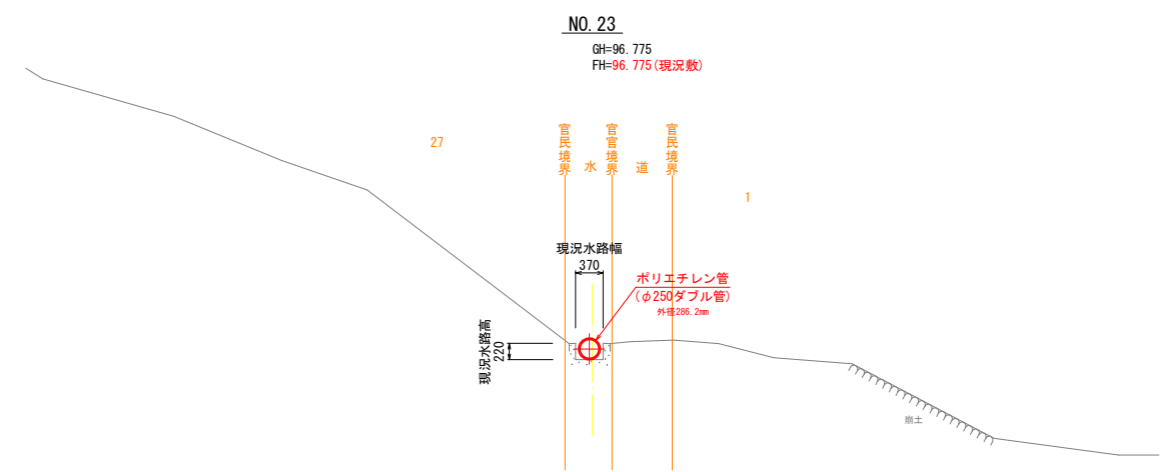 NO. 23
GH=96.775
FH=96.775(現況敷)
27
官民境界
水
官官境界
道
官民境界
1
現況水路幅
370
ポリエチレン管
(φ250ダブル管)
外径286.2mm
現況水路高
220
崩土